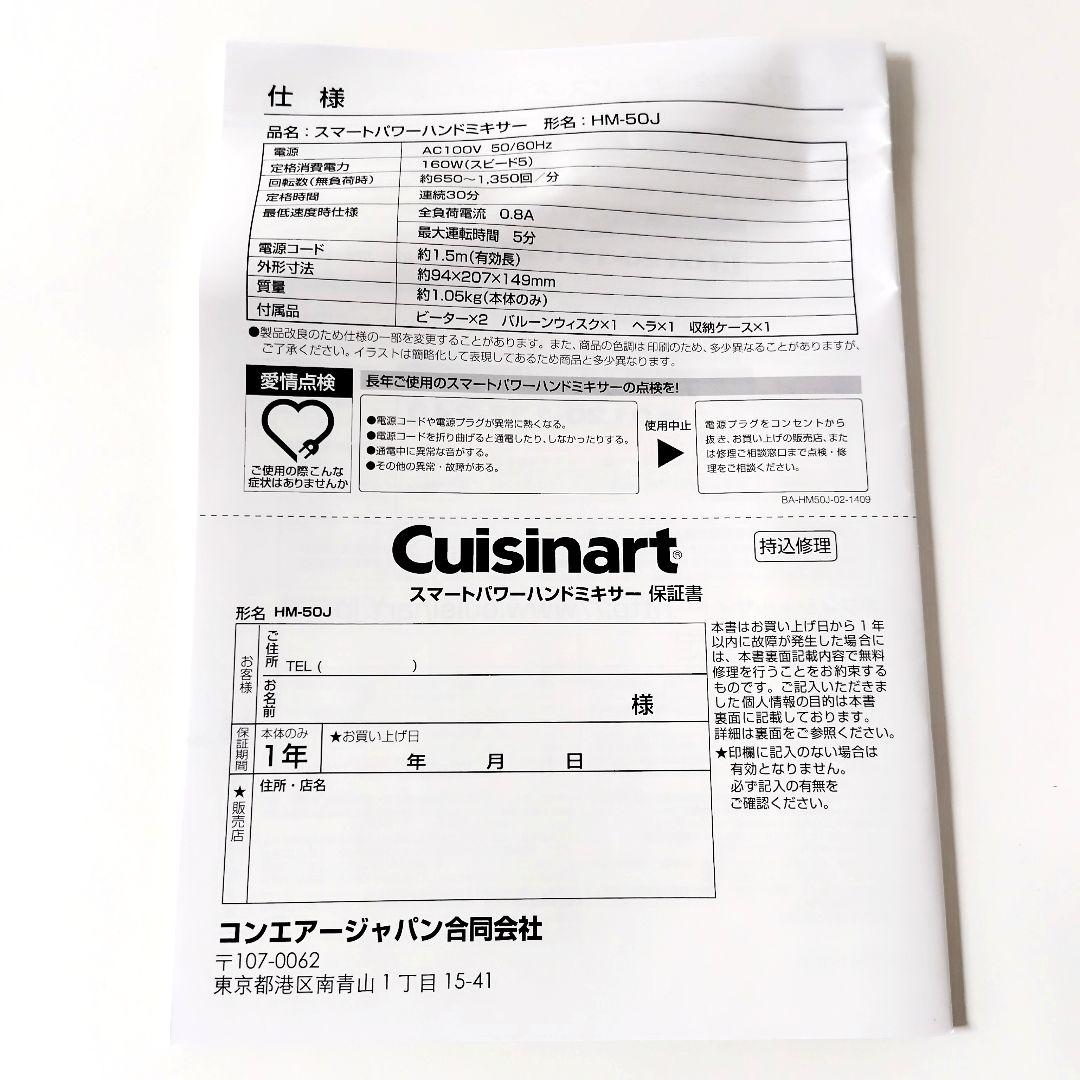 仕様
品名：スマートパワーハンドミキサー 形名：HM-50J
電源 AC100V 50/60Hz
定格消費電力 160W(スピード5)
回転数(無負荷時) 約650〜1,350回／分
定格時間 連続30分
最低速度時仕様 全負荷電流 0.8A
最大運転時間 5分
電源コード 約1.5m(有効長)
外形寸法 約94×207×149mm
質量 約1.05kg(本体のみ)
付属品 ビーター×2 バルーンウィスク×1 ヘラ×1 収納ケース×1
●製品改良のため仕様の一部を変更することがあります。また、商品の色調は印刷のため、多少異なることがありますが、
ご了承ください。イラストは簡略化して表現してあるため商品と多少異なります。
愛情点検
長年ご使用のスマートパワーハンドミキサーの点検を!
ご使用の際こんな
症状はありませんか
●電源コードや電源プラグが異常に熱くなる。
●電源コードを折り曲げると通電したり、しなかったりする。
●通電中に異常な音がする。
●その他の異常・故障がある。
使用中止
電源プラグをコンセントから
抜き、お買い上げの販売店、また
は修理ご相談窓口まで点検・修
理をご相談ください。
BA-HM50J-02-1409
Cuisinart®
持込修理
スマートパワーハンドミキサー 保証書
形名 HM-50J
お客様
ご住所
TEL ( )
お名前
様
保証期間
本体のみ
1年
★お買い上げ日
年 月 日
★販売店
住所・店名
本書はお買い上げ日から1年
以内に故障が発生した場合に
は、本書裏面記載内容で無料
修理を行うことをお約束する
ものです。ご記入いただきま
した個人情報の目的は本書
裏面に記載しております。
詳細は裏面をご参照ください。
★印欄に記入のない場合は
有効となりません。
必ず記入の有無を
ご確認ください。
コンエアージャパン合同会社
〒107-0062
東京都港区南青山1丁目15-41